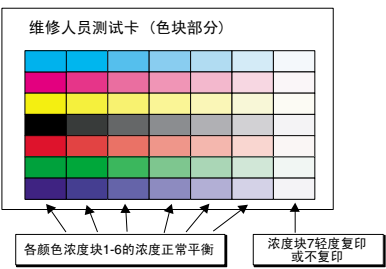 维修人员测试卡（色块部分）
各颜色浓度块1-6的浓度正常平衡
浓度块7轻度复印
或不复印